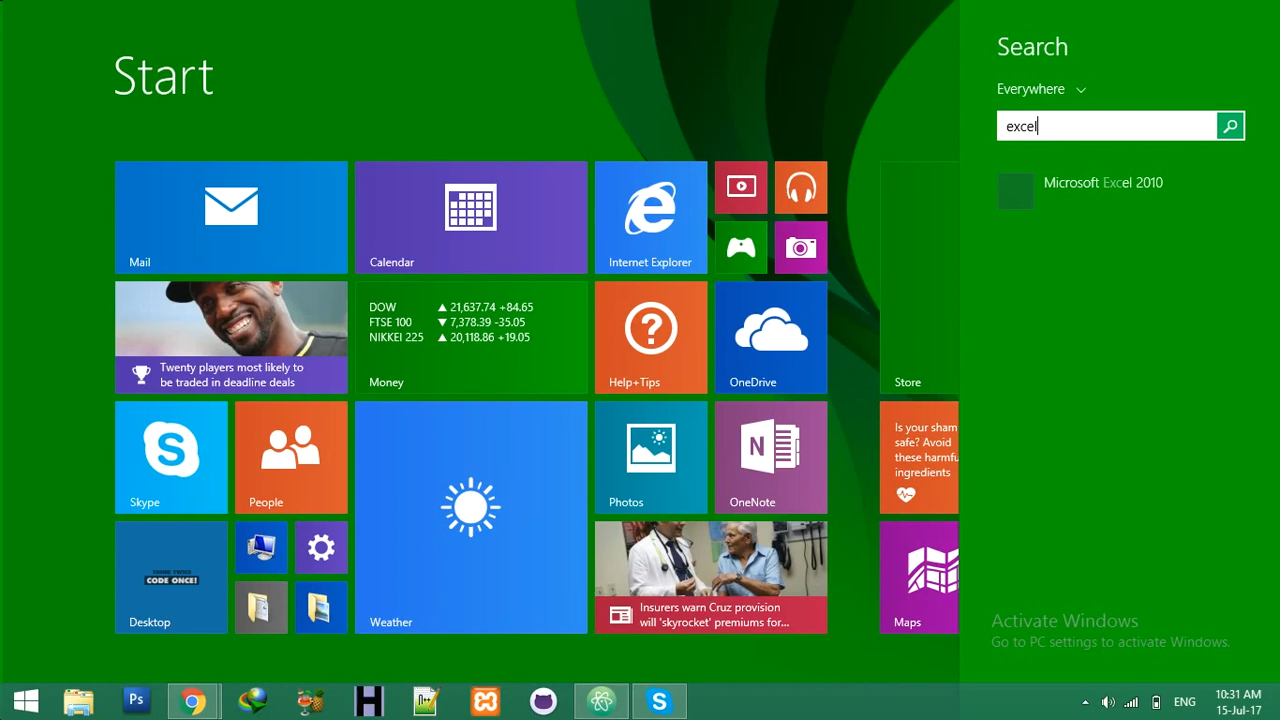 Start
Search
Everywhere
excel
Microsoft Excel 2010
Mail
Calendar
Internet Explorer
Twenty players most likely to
be traded in deadline deals
DOW ▲ 21,637.74 +84.65
FTSE 100 ▼ 7,378.39 -35.05
NIKKEI 225 ▲ 20,118.86 +19.05
Money
Help+Tips
OneDrive
Store
Skype
People
Weather
Photos
OneNote
Is your sham
safe? Avoid
these harmfu
ingredients
THINK TWICE
CODE ONCE!
Desktop
Insurers warn Cruz provision
will 'skyrocket' premiums for...
Maps
Activate Windows
Go to PC settings to activate Windows.
Ps
ENG
10:31 AM
15-Jul-17